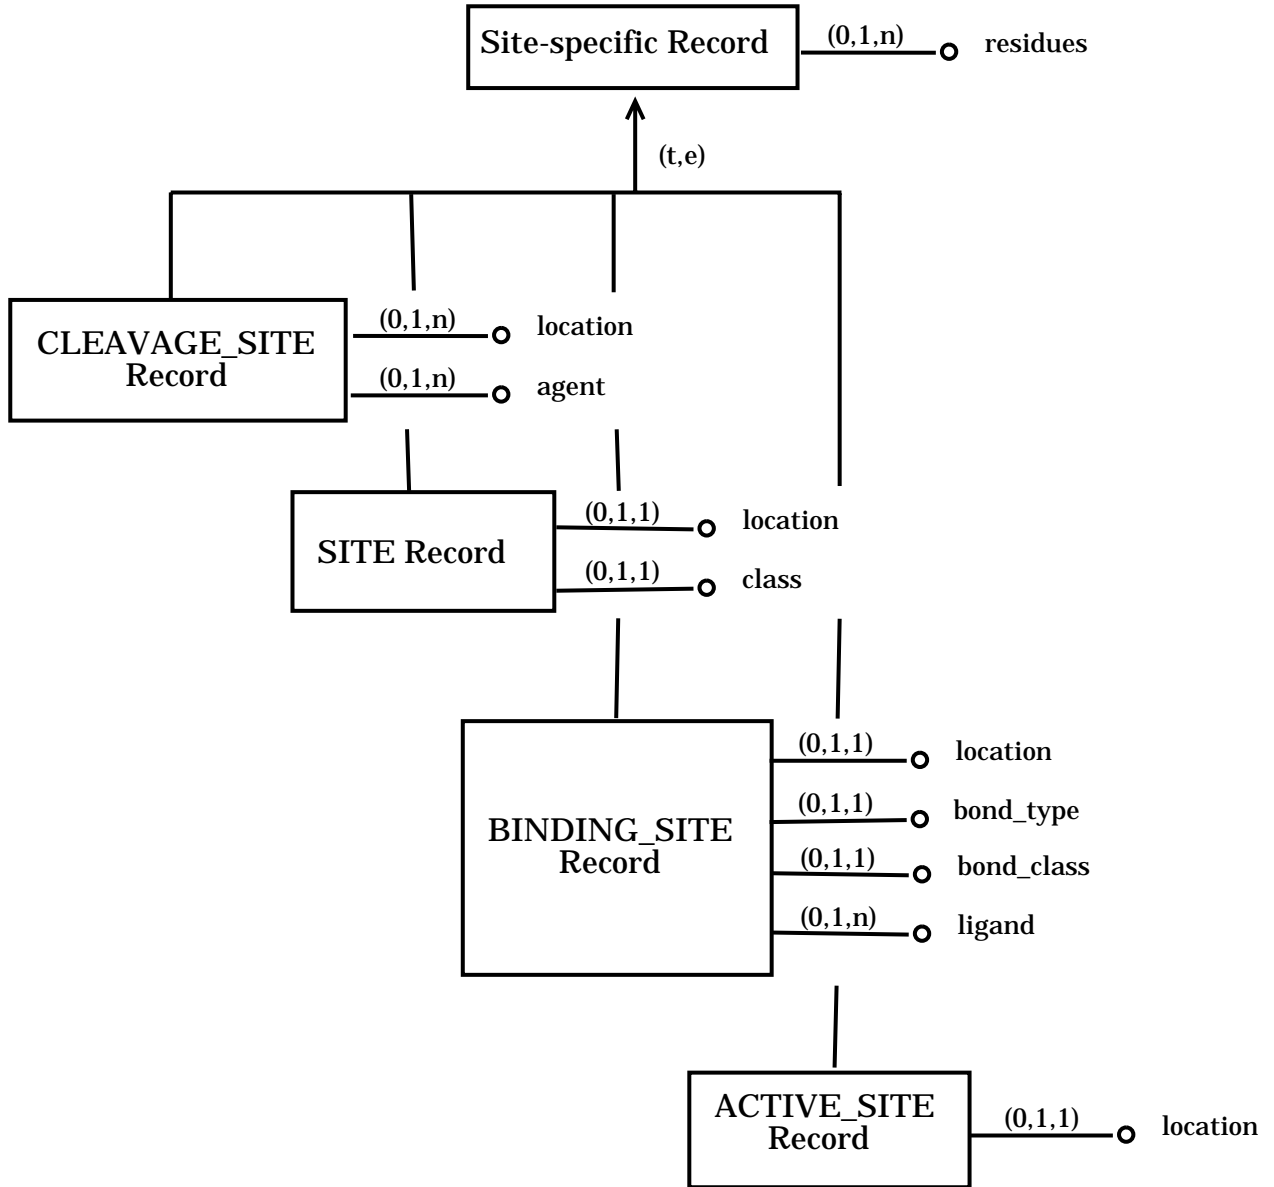 Site-specific Record
(0,1,n)
residues
(t,e)
CLEAVAGE_SITE
Record
(0,1,n)
location
(0,1,n)
agent
SITE Record
(0,1,1)
location
(0,1,1)
class
BINDING_SITE
Record
(0,1,1)
location
(0,1,1)
bond_type
(0,1,1)
bond_class
(0,1,n)
ligand
ACTIVE_SITE
Record
(0,1,1)
location